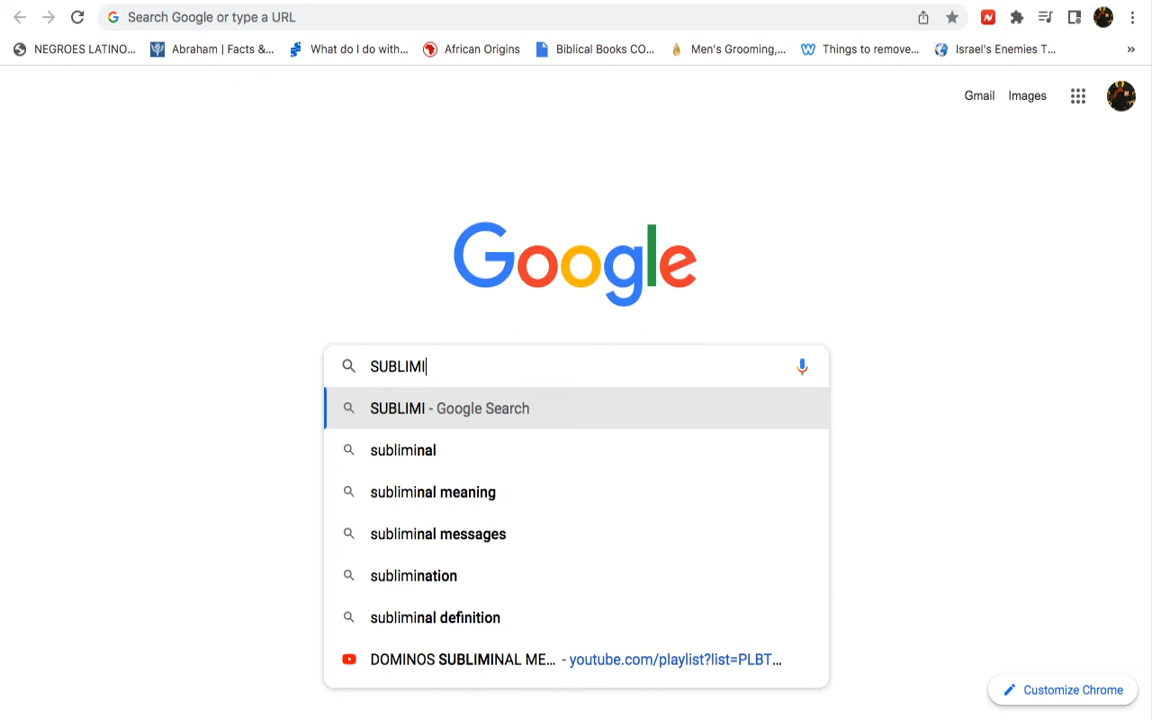 Search Google or type a URL
NEGROES LATINO... Abraham | Facts &... What do I do with... African Origins Biblical Books CO... Men's Grooming,... Things to remove... Israel's Enemies T... »
Gmail Images
Google
SUBLIMI
SUBLIMI - Google Search
subliminal
subliminal meaning
subliminal messages
sublimination
subliminal definition
DOMINOS SUBLIMINAL ME... - youtube.com/playlist?list=PLBT...
Customize Chrome